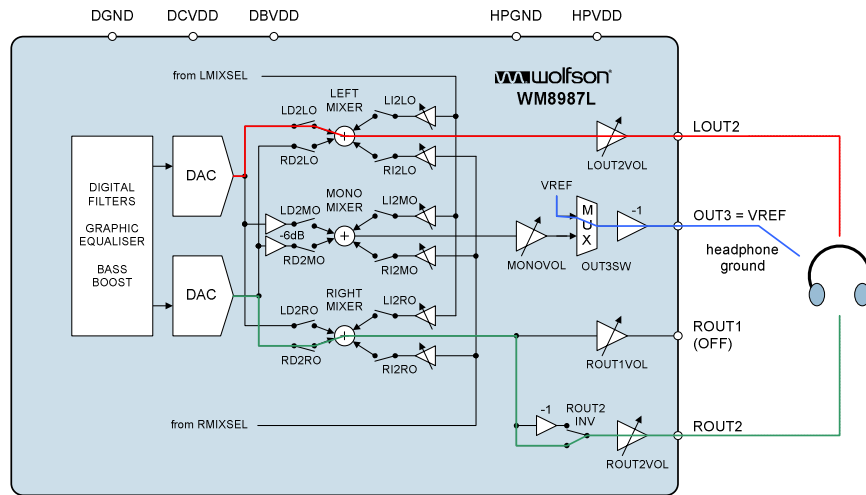 DGND DCVDD DBVDD HPGND HPVDD
from LMIXSEL
wolfson®
WM8987L
LEFT
MIXER
LD2LO
LI2LO
LOUT2
DAC
RD2LO
RI2LO
LOUT2VOL
DIGITAL
FILTERS
GRAPHIC
EQUALISER
BASS
BOOST
VREF
LD2MO
MONO
MIXER
LI2MO
MUX
-1
OUT3 = VREF
-6dB
RD2MO
RI2MO
MONOVOL
OUT3SW
headphone
ground
DAC
LD2RO
RIGHT
MIXER
LI2RO
ROUT1
(OFF)
RD2RO
RI2RO
ROUT1VOL
from RMIXSEL
-1
ROUT2
INV
ROUT2
ROUT2VOL